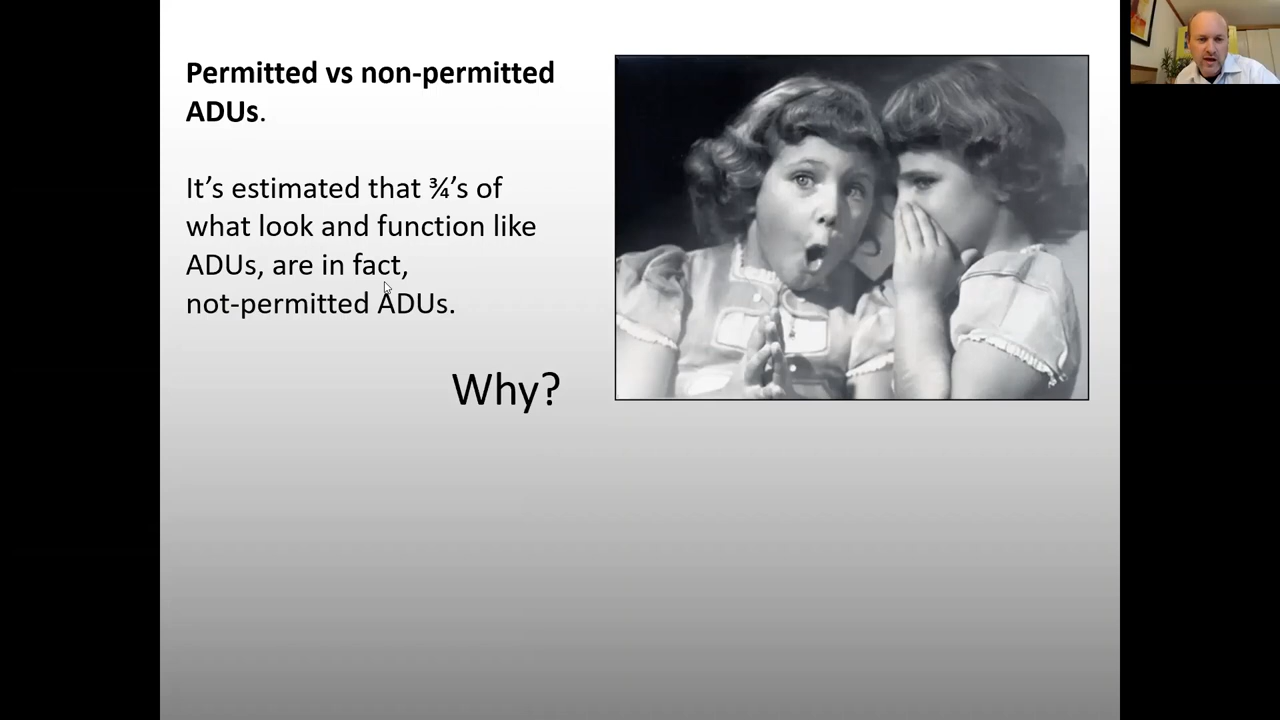 Permitted vs non-permitted
ADUs.
It’s estimated that ¾’s of
what look and function like
ADUs, are in fact,
not-permitted ADUs.
Why?